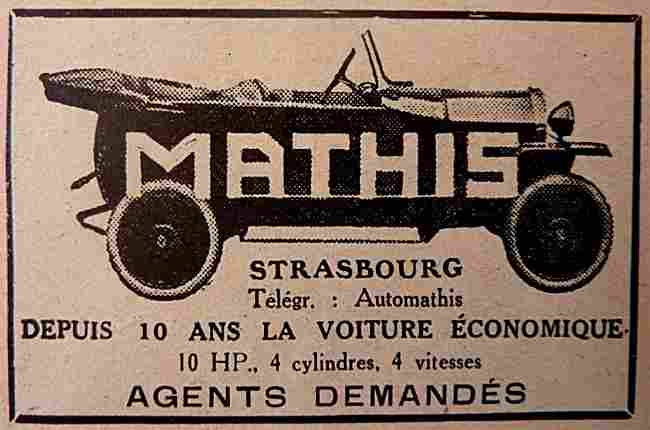 MATHIS
STRASBOURG
Télégr. : Automathis
DEPUIS 10 ANS LA VOITURE ÉCONOMIQUE.
10 HP., 4 cylindres, 4 vitesses
AGENTS DEMANDÉS